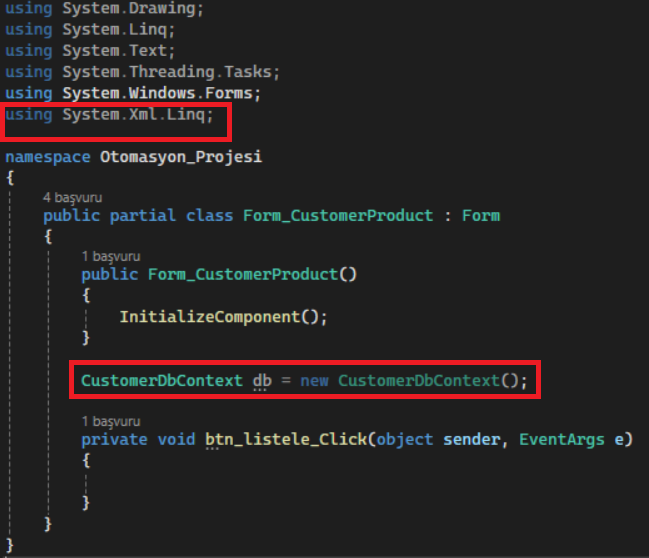 using System.Drawing;
using System.Linq;
using System.Text;
using System.Threading.Tasks;
using System.Windows.Forms;
using System.Xml.Linq;
namespace Otomasyon_Projesi
{
4 başvuru
public partial class Form_CustomerProduct : Form
{
1 başvuru
public Form_CustomerProduct()
{
InitializeComponent();
}
CustomerDbContext db = new CustomerDbContext();
1 başvuru
private void btn_listele_Click(object sender, EventArgs e)
{
}
}
}